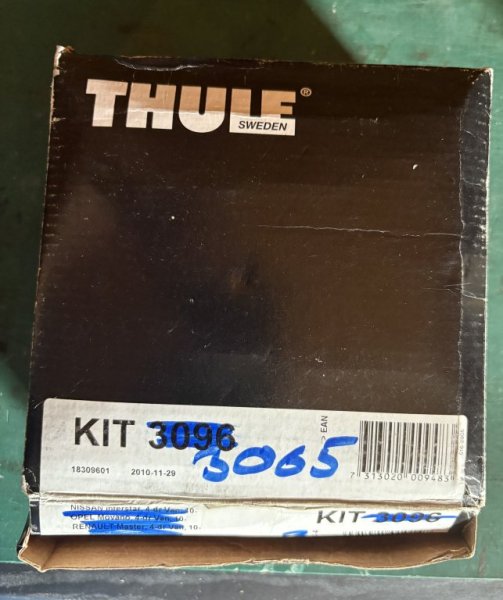 THULE®
SWEDEN
KIT 3096
3065
18309601 2010-11-29
EAN
7 313020 009483
NISSAN Interstar, 4-dr Van, 10-
OPEL Movano, 4-dr Van, 10-
RENAULT Master, 4-dr Van, 10-
KIT 3096